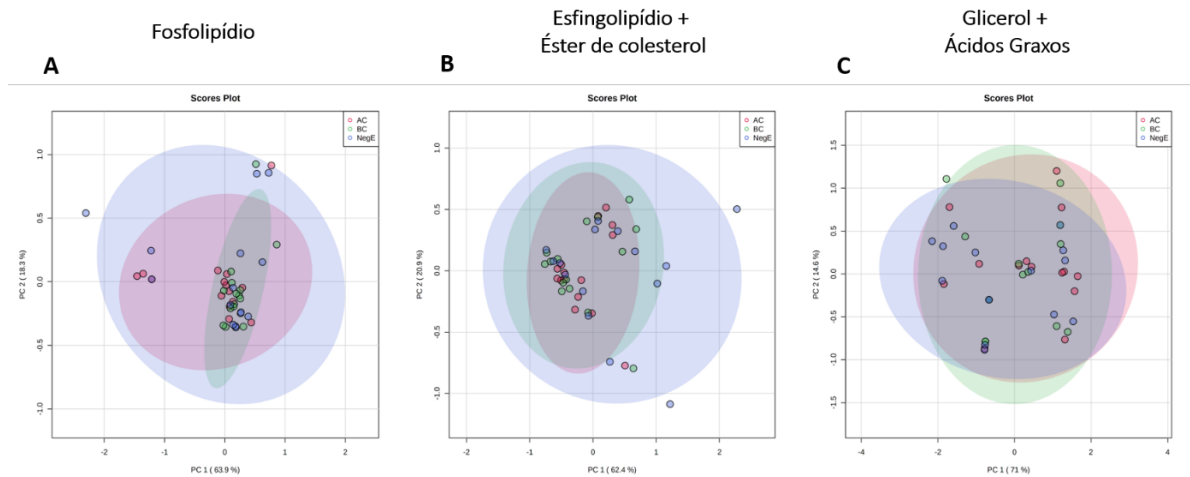 Fosfolipídio
Esfingolipídio +
Éster de colesterol
Glicerol +
Ácidos Graxos
A
B
C
Scores Plot
AC
BC
NegE
PC 2 ( 18.3 %)
1.0
0.5
0.0
-0.5
-1.0
-2
-1
0
1
2
PC 1 ( 63.9 %)
Scores Plot
AC
BC
NegE
PC 2 ( 20.9 %)
1.0
0.5
0.0
-0.5
-1.0
-2
-1
0
1
2
PC 1 ( 62.4 %)
Scores Plot
AC
BC
NegE
PC 2 ( 14.6 %)
1.5
1.0
0.5
0.0
-0.5
-1.0
-1.5
-4
-2
0
2
4
PC 1 ( 71 %)